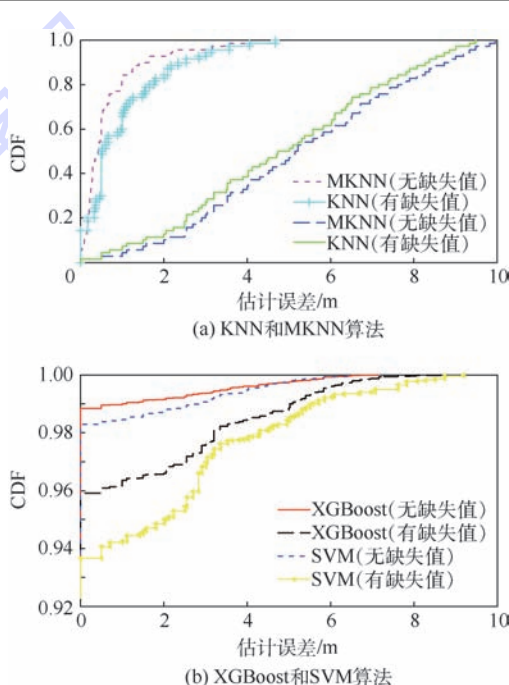 1.0
0.8
0.6
0.4
0.2
CDF
MKNN(无缺失值)
KNN(有缺失值)
MKNN(无缺失值)
KNN(有缺失值)
0 2 4 6 8 10
估计误差/m
(a) KNN和MKNN算法
1.00
0.98
0.96
0.94
0.92
CDF
XGBoost(无缺失值)
XGBoost(有缺失值)
SVM(无缺失值)
SVM(有缺失值)
0 2 4 6 8 10
估计误差/m
(b) XGBoost和SVM算法